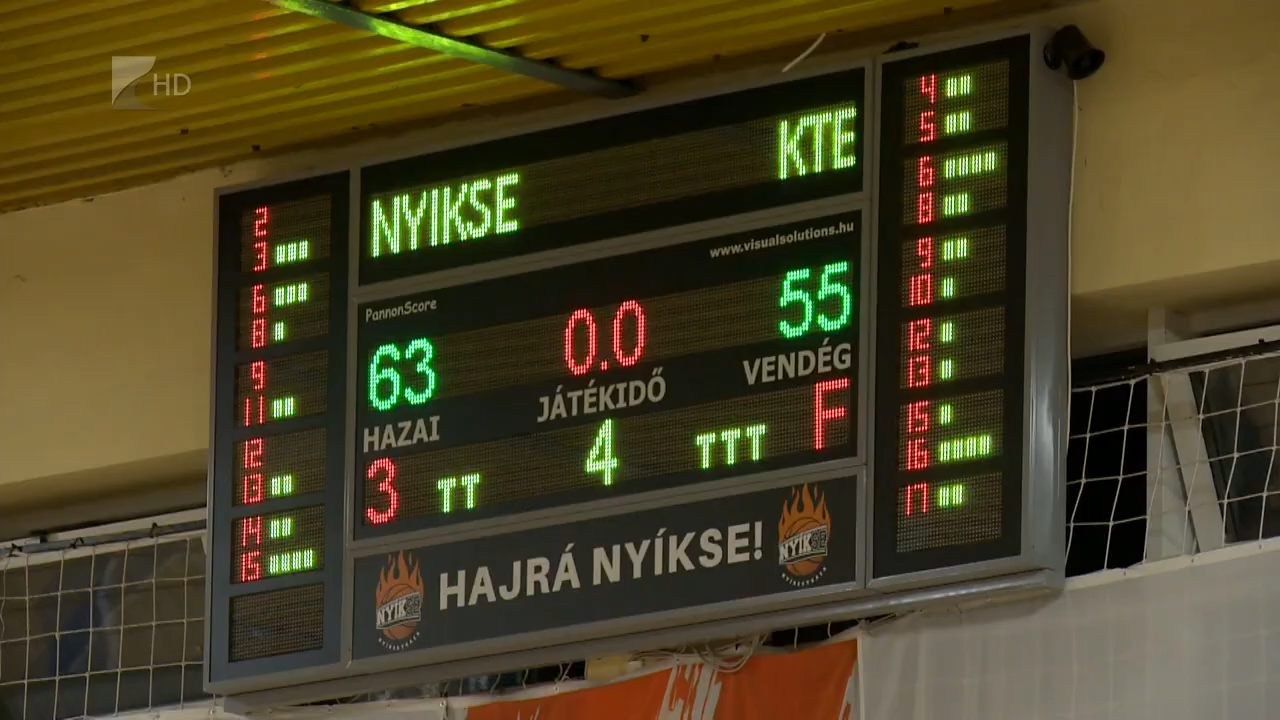 HD
NYIKSE KTE
www.visualsolutions.hu
PannonScore
63 0.0 55
HAZAI JÁTÉKIDŐ VENDÉG
3 TT 4 TTT F
HAJRÁ NYÍKSE!
NYIKSE
NYIKSE
2
3
6
8
9
11
12
13
14
15
4
5
6
8
9
10
12
13
15
16
17